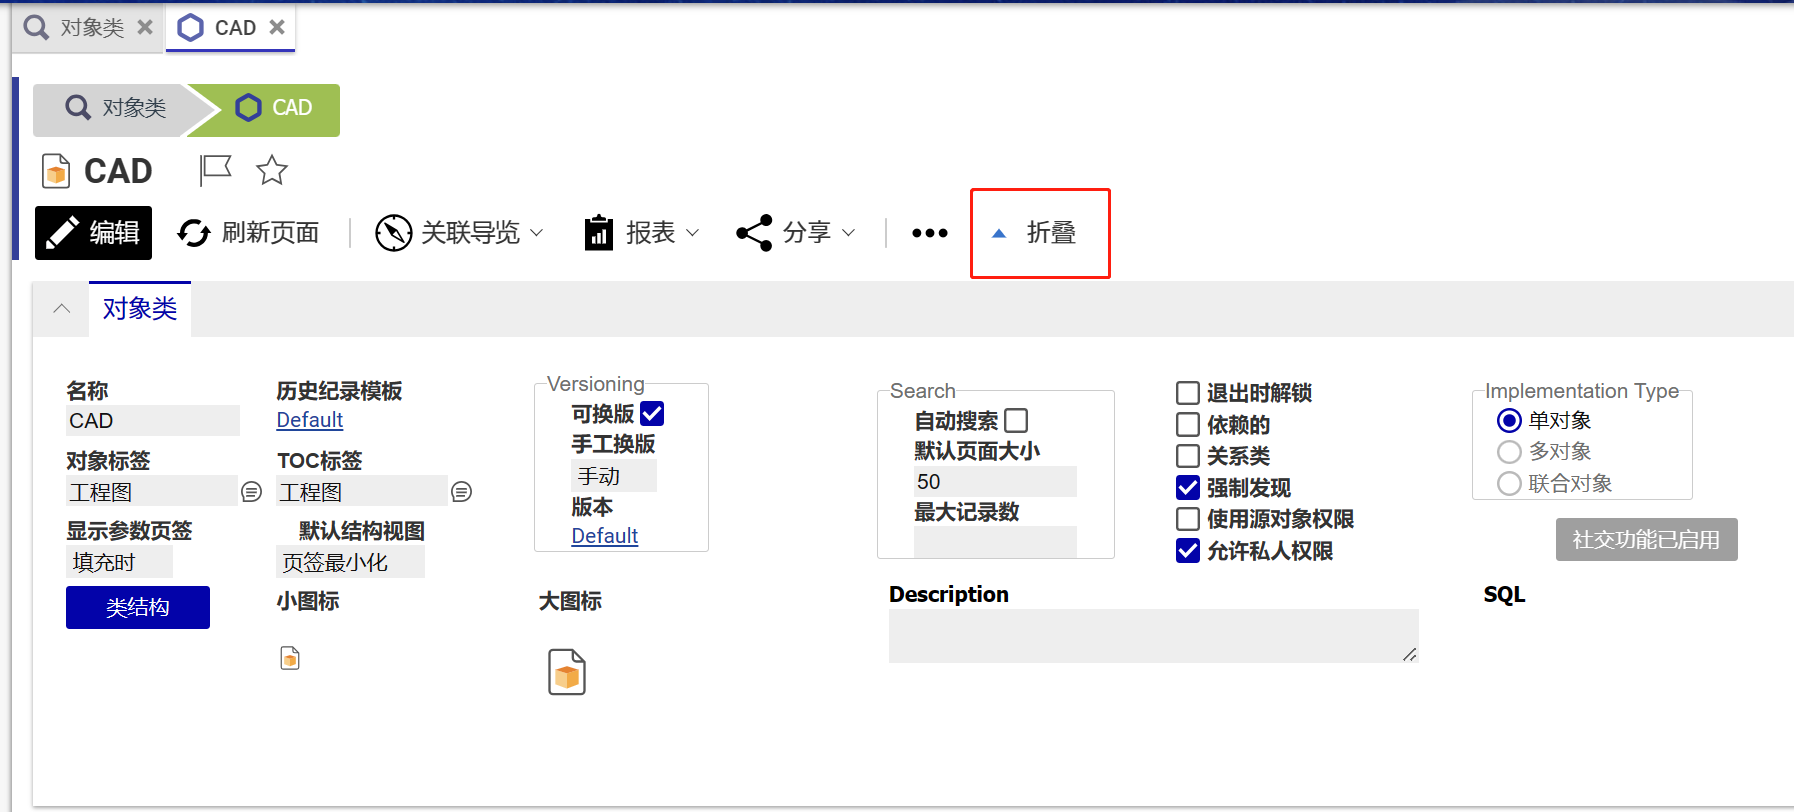 对象类 CAD
对象类 CAD
CAD
编辑 刷新页面 关联导览 报表 分享 折叠
对象类
名称
CAD
历史纪录模板
Default
对象标签
工程图
TOC标签
工程图
显示参数页签
填充时
默认结构视图
页签最小化
类结构
小图标
Versioning
可换版
手工换版
手动
版本
Default
大图标
Search
自动搜索
默认页面大小
50
最大记录数
退出时解锁
依赖的
关系类
强制发现
使用源对象权限
允许私人权限
Implementation Type
单对象
多对象
联合对象
社交功能已启用
Description
SQL